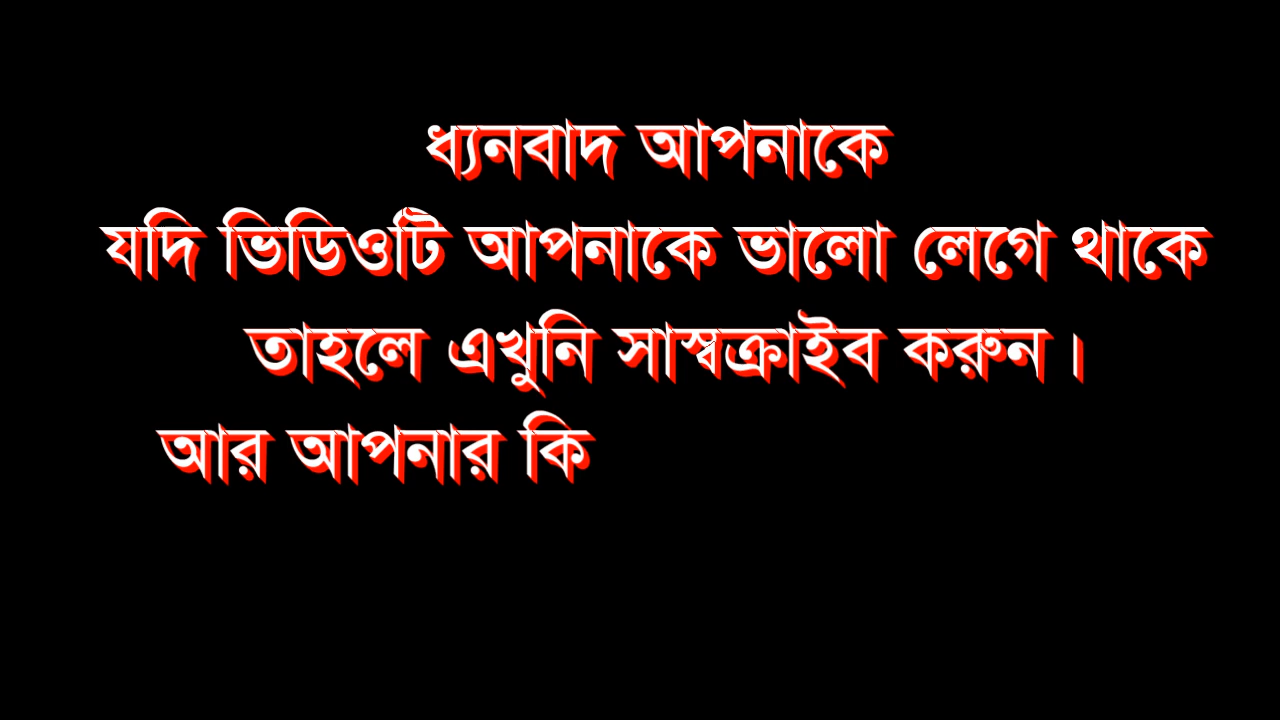 ধ্যনবাদ আপনাকে
যদি ভিডিওটি আপনাকে ভালো লেগে থাকে
তাহলে এখুনি সাস্বক্রাইব করুন।
আর আপনার কি